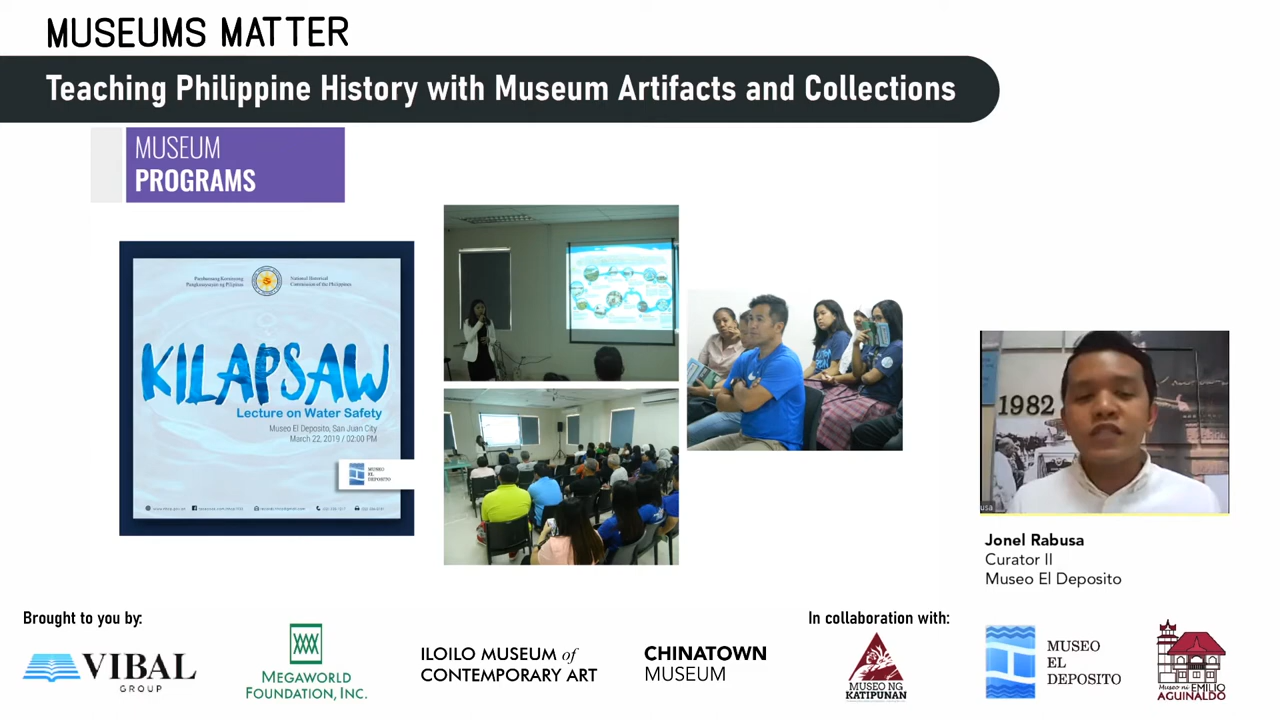 MUSEUMS MATTER
Teaching Philippine History with Museum Artifacts and Collections
MUSEUM
PROGRAMS
Pambansang Komisyong
Pangkasaysayan ng Pilipinas
National Historical
Commission of the Philippines
KILAPSAW
Lecture on Water Safety
Museo El Deposito, San Juan City
March 22, 2019 / 02:00 PM
MUSEO
EL
DEPOSITO
1982
usa
Jonel Rabusa
Curator II
Museo El Deposito
Brought to you by:
In collaboration with:
VIBAL
GROUP
MEGAWORLD
FOUNDATION, INC.
ILOILO MUSEUM of
CONTEMPORARY ART
CHINATOWN
MUSEUM
MUSEO NG
KATIPUNAN
MUSEO
EL
DEPOSITO
Museo ni EMILIO
AGUINALDO